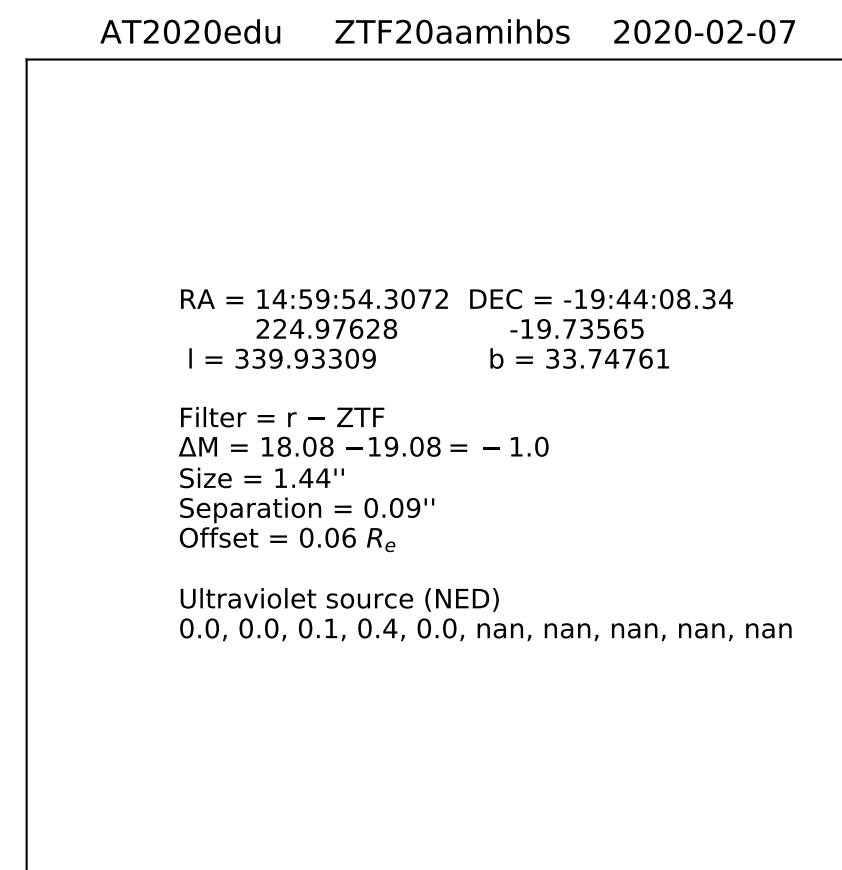 AT2020edu ZTF20aamihbs 2020-02-07
RA = 14:59:54.3072 DEC = -19:44:08.34
224.97628 -19.73565
l = 339.93309 b = 33.74761
Filter = r − ZTF
ΔM = 18.08 −19.08 = − 1.0
Size = 1.44''
Separation = 0.09''
Offset = 0.06 Rₑ
Ultraviolet source (NED)
0.0, 0.0, 0.1, 0.4, 0.0, nan, nan, nan, nan, nan